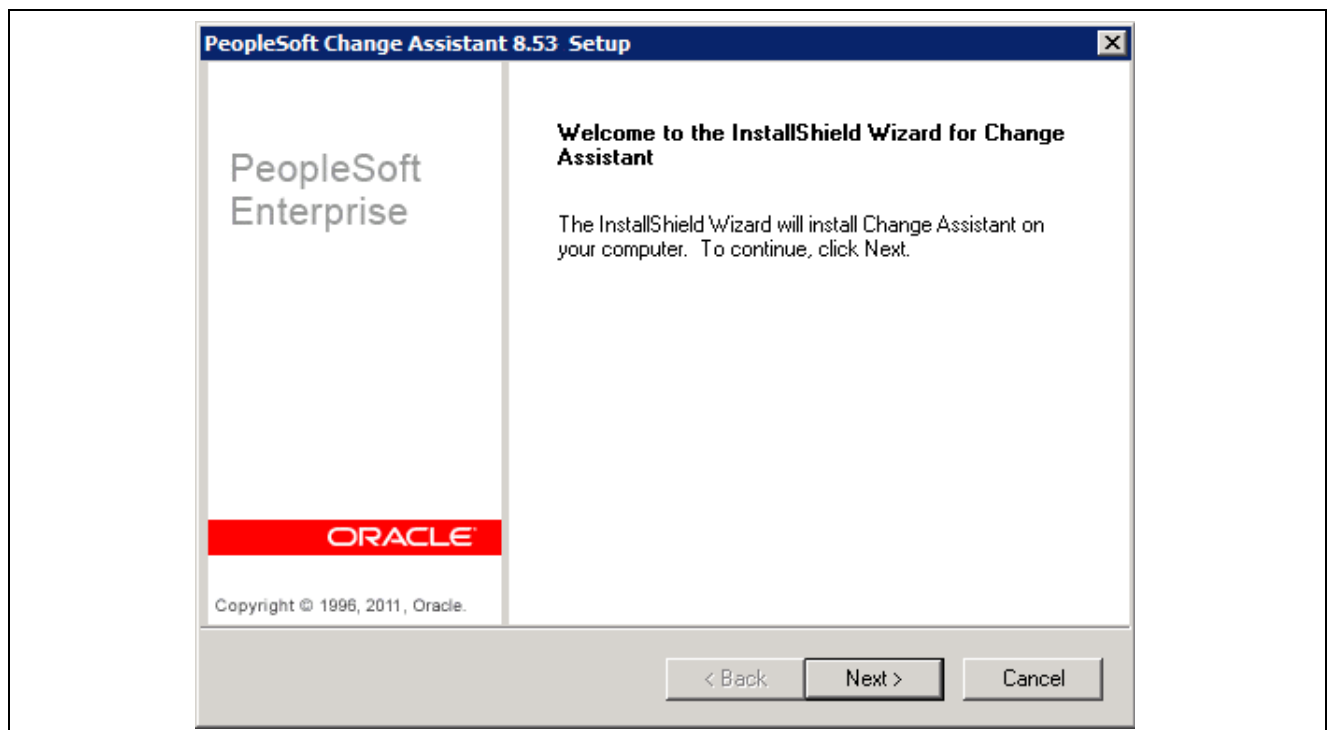 PeopleSoft Change Assistant 8.53 Setup
PeopleSoft
Enterprise
Welcome to the InstallShield Wizard for Change
Assistant
The InstallShield Wizard will install Change Assistant on
your computer. To continue, click Next.
ORACLE
Copyright © 1996, 2011, Oracle.
< Back
Next >
Cancel